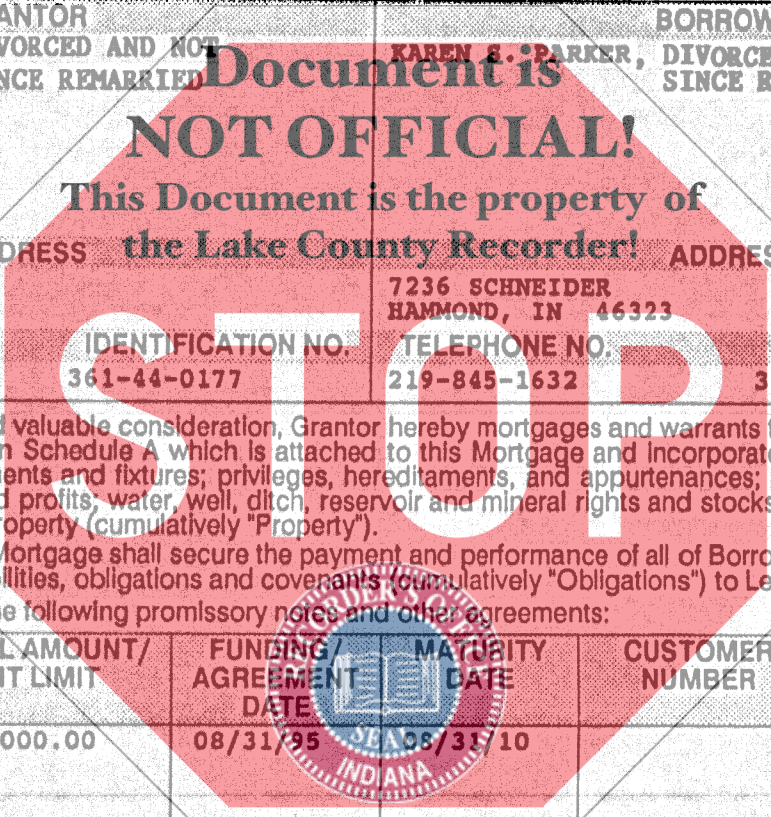 ANTOR BORROW
VORCED AND NOT KAREN S. PARKER, DIVORCE
NCE REMARRIED SINCE R
Document is
NOT OFFICIAL!
This Document is the property of
the Lake County Recorder!
DRESS ADDRES
7236 SCHNEIDER
HAMMOND, IN 46323
STOP
IDENTIFICATION NO. TELEPHONE NO.
361-44-0177 219-845-1632 3
valuable consideration, Grantor hereby mortgages and warrants
n Schedule A which is attached to this Mortgage and incorporate
ents and fixtures; privileges, hereditaments, and appurtenances;
d profits, water, well, ditch, reservoir and mineral rights and stocks
operty (cumulatively "Property").
Mortgage shall secure the payment and performance of all of Borro
ilities, obligations and covenants (cumulatively "Obligations") to Le
e following promissory notes and other agreements:
L AMOUNT/ FUNDING/ MATURITY CUSTOMER
IT LIMIT AGREEMENT DATE NUMBER
DATE
000.00 08/31/95 08/31/10
RECORDER'S OFFICE
SEAL
INDIANA